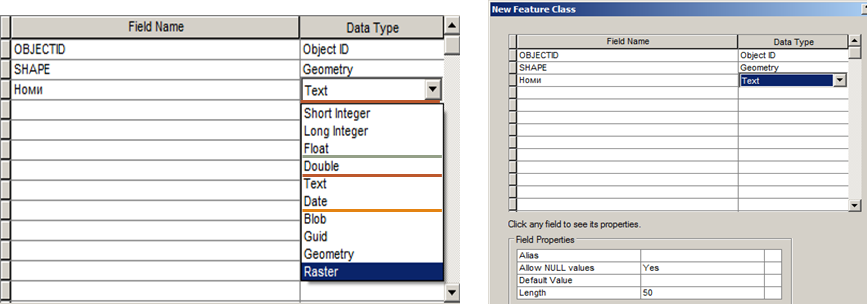 Field Name Data Type
OBJECTID Object ID
SHAPE Geometry
Номи Text
Short Integer
Long Integer
Float
Double
Text
Date
Blob
Guid
Geometry
Raster
New Feature Class
Field Name Data Type
OBJECTID Object ID
SHAPE Geometry
Номи Text
Click any field to see its properties.
Field Properties
Alias
Allow NULL values Yes
Default Value
Length 50